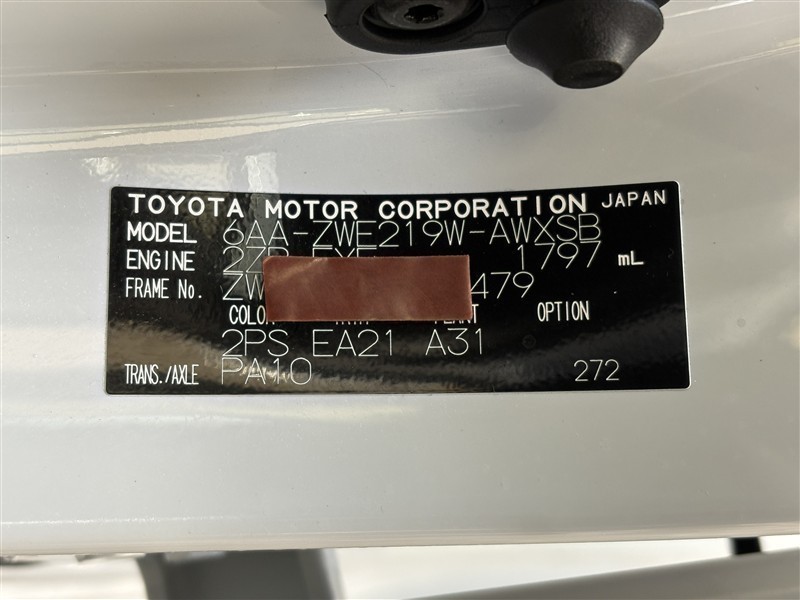 TOYOTA MOTOR CORPORATION JAPAN
MODEL 6AA-ZWE219W-AWXSB
ENGINE 1797 mL
FRAME No. ZW 479
COLOR OPTION
2PS EA21 A31
TRANS./AXLE PA10 272